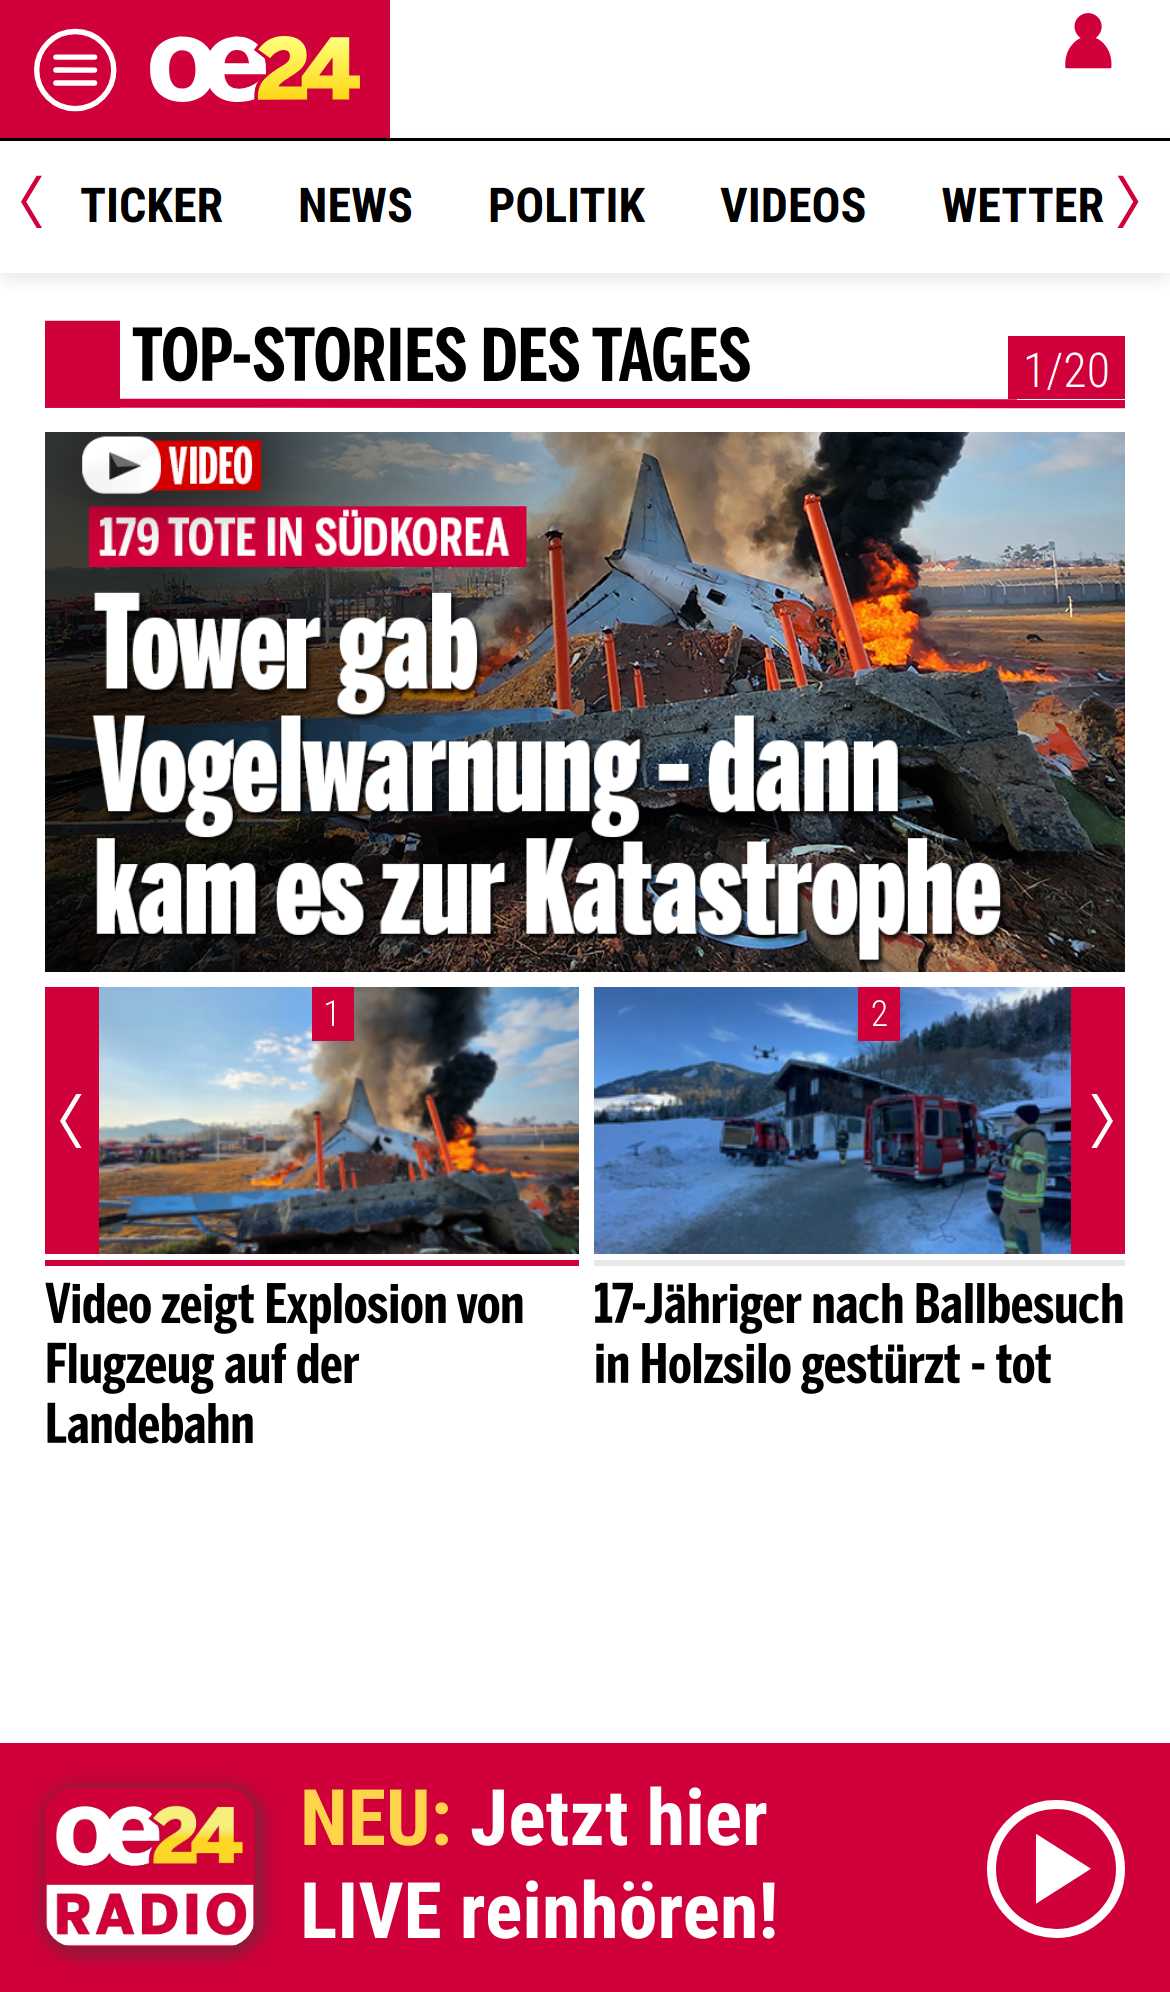 oe24
TICKER NEWS POLITIK VIDEOS WETTER
TOP-STORIES DES TAGES
1/20
VIDEO
179 TOTE IN SÜDKOREA
Tower gab
Vogelwarnung - dann
kam es zur Katastrophe
1
2
Video zeigt Explosion von
Flugzeug auf der
Landebahn
17-Jähriger nach Ballbesuch
in Holzsilo gestürzt - tot
oe24
RADIO
NEU: Jetzt hier
LIVE reinhören!